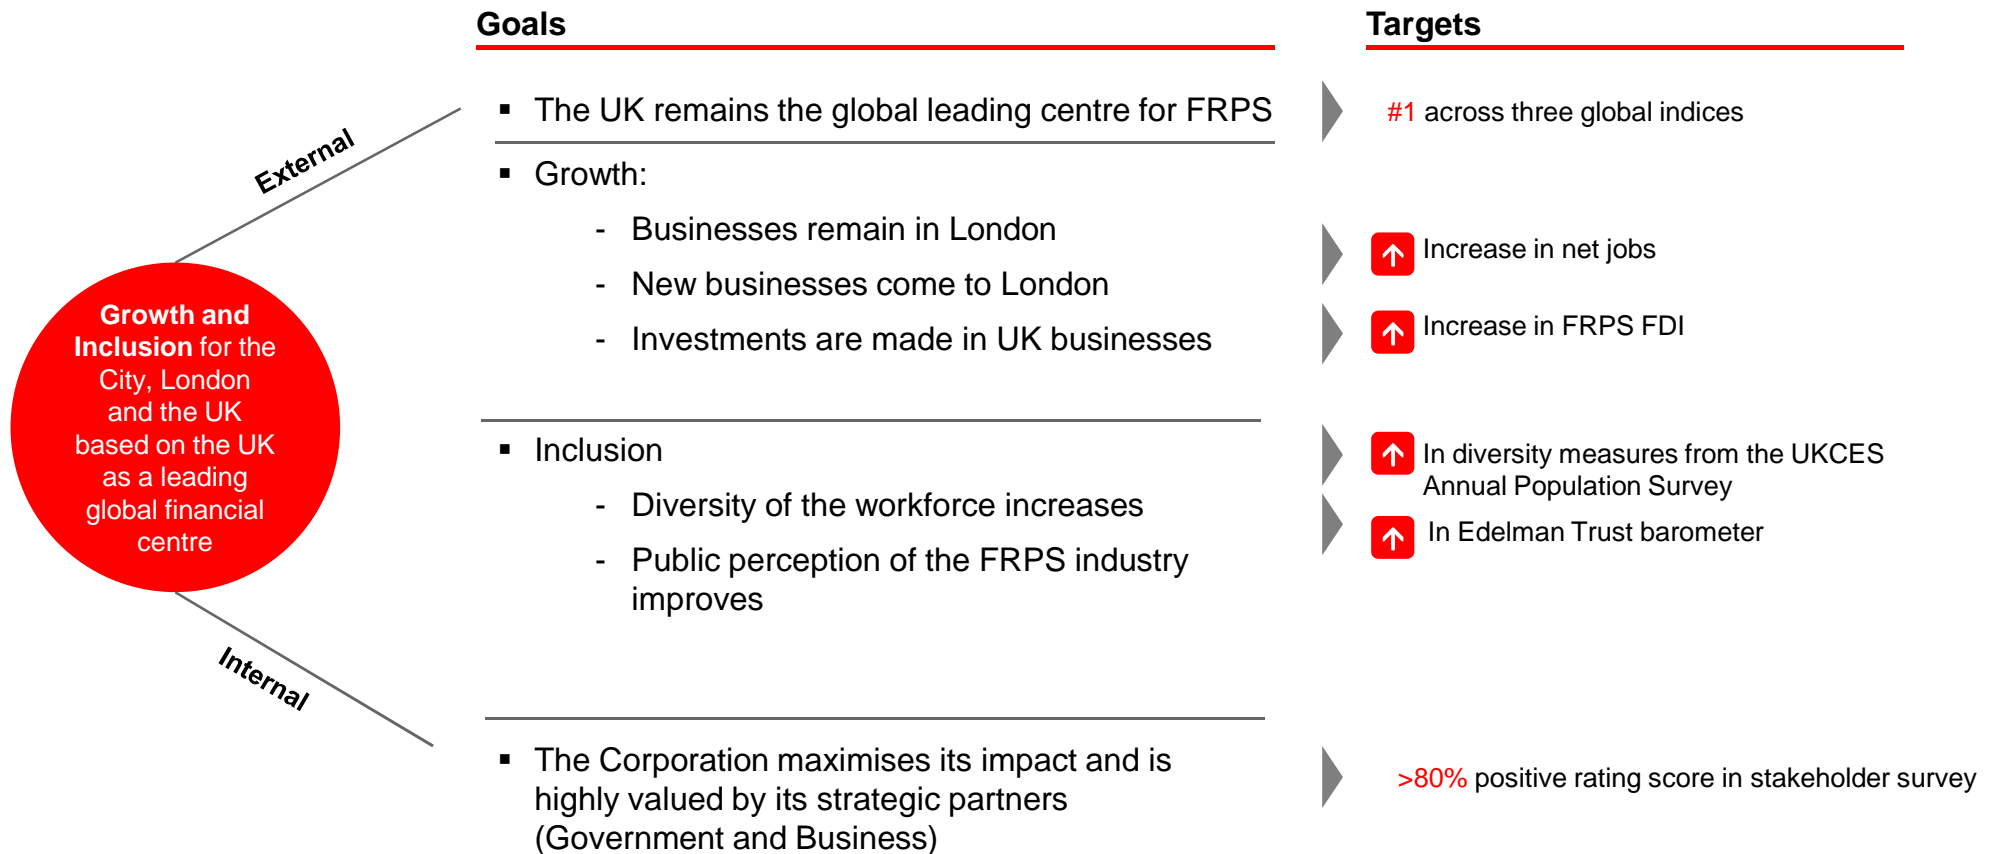 Goals
Targets
External
▪ The UK remains the global leading centre for FRPS
#1 across three global indices
▪ Growth:
- Businesses remain in London
Increase in net jobs
- New businesses come to London
- Investments are made in UK businesses
Increase in FRPS FDI
Growth and
Inclusion for the
City, London
and the UK
based on the UK
as a leading
global financial
centre
▪ Inclusion
In diversity measures from the UKCES
Annual Population Survey
- Diversity of the workforce increases
In Edelman Trust barometer
- Public perception of the FRPS industry
improves
Internal
▪ The Corporation maximises its impact and is
highly valued by its strategic partners
(Government and Business)
>80% positive rating score in stakeholder survey